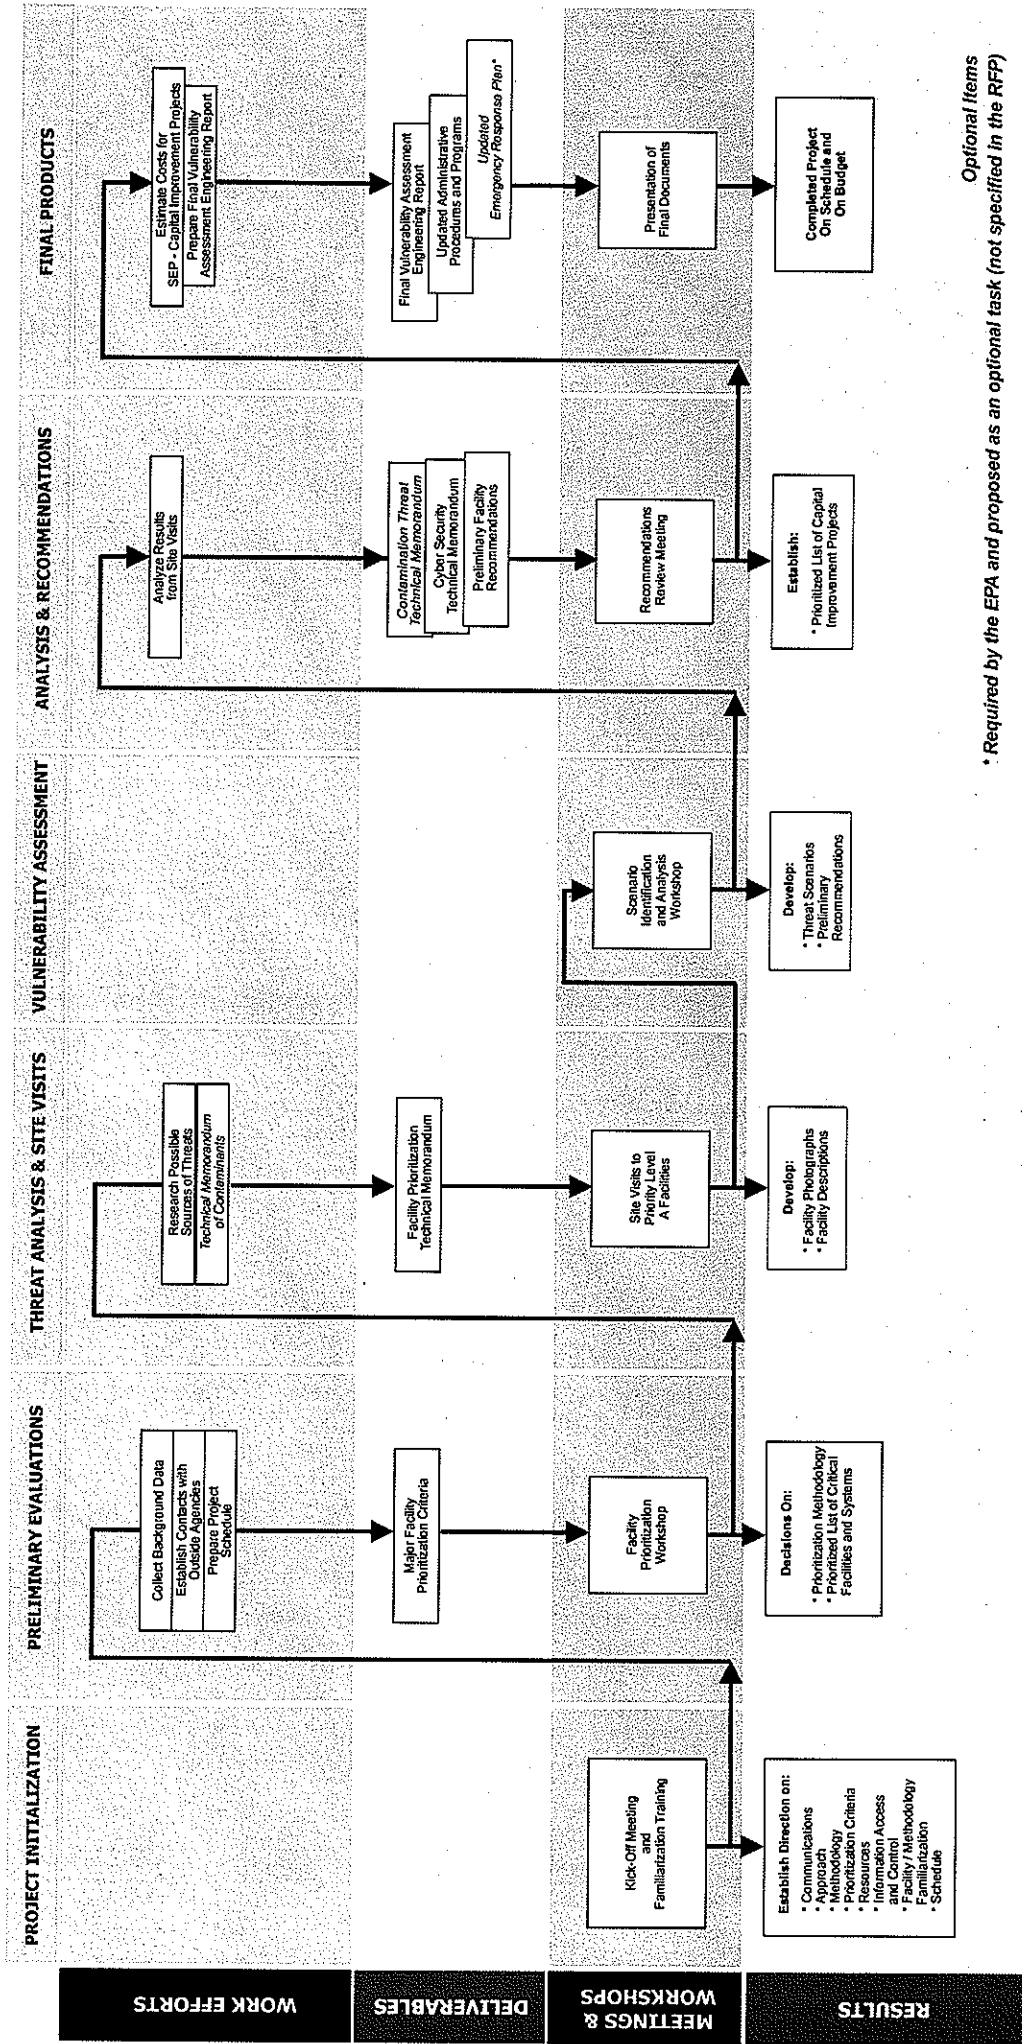 PROJECT INITIALIZATION
PRELIMINARY EVALUATIONS
THREAT ANALYSIS & SITE VISITS
VULNERABILITY ASSESSMENT
ANALYSIS & RECOMMENDATIONS
FINAL PRODUCTS
WORK EFFORTS
Collect Background Data
Establish Contacts with
Outside Agencies
Prepare Project
Schedule
Research Possible
Sources of Threats
Technical Memorandum
of Contaminants
Analyze Results
from Site Visits
Estimate Costs for
SEP - Capital Improvement Projects
Prepare Final Vulnerability
Assessment Engineering Report
DELIVERABLES
Major Facility
Prioritization Criteria
Facility Prioritization
Technical Memorandum
Contamination Threat
Technical Memorandum
Cyber Security
Technical Memorandum
Preliminary Facility
Recommendations
Final Vulnerability Assessment
Engineering Report
Updated Administrative
Procedures and Programs
Updated
Emergency Response Plan*
MEETINGS &
WORKSHOPS
Kick-Off Meeting
and
Familiarization Training
Facility
Prioritization
Workshop
Site Visits to
Priority Level
A Facilities
Scenario
Identification
and Analysis
Workshop
Recommendations
Review Meeting
Presentation of
Final Documents
RESULTS
Establish Direction on:
* Communications
* Approach
* Methodology
* Prioritization Criteria
* Resources
* Information Access
and Control
* Facility / Methodology
Familiarization
* Schedule
Decisions On:
* Prioritization Methodology
* Prioritized List of Critical
Facilities and Systems
Develop:
* Facility Photographs
* Facility Descriptions
Develop:
* Threat Scenarios
* Preliminary
Recommendations
Establish:
* Prioritized List of Capital
Improvement Projects
Completed Project
On Schedule and
On Budget
Optional Items
* Required by the EPA and proposed as an optional task (not specified in the RFP)